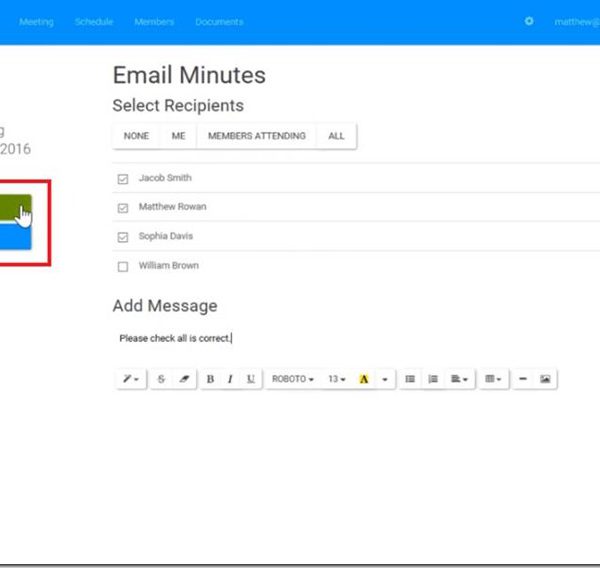 Meeting Schedule Members Documents matthew@
Email Minutes
Select Recipients
g
2016
NONE ME MEMBERS ATTENDING ALL
Jacob Smith
Matthew Rowan
Sophia Davis
William Brown
Add Message
Please check all is correct.
B I U ROBOTO 13 A